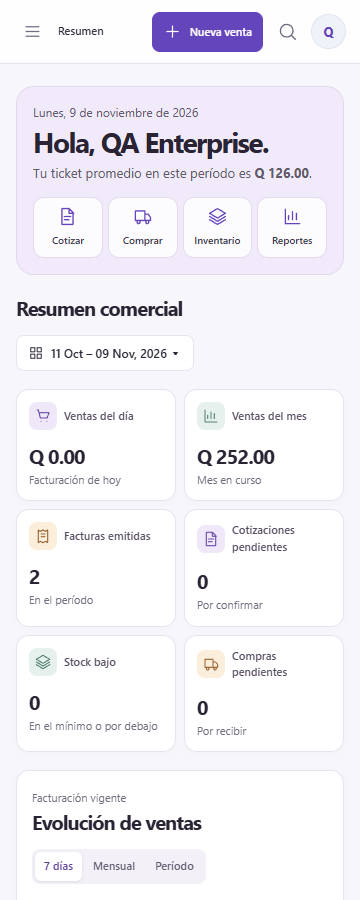 Resumen
Nueva venta
Q
Lunes, 9 de noviembre de 2026
Hola, QA Enterprise.
Tu ticket promedio en este período es Q 126.00.
Cotizar
Comprar
Inventario
Reportes
Resumen comercial
11 Oct – 09 Nov, 2026
Ventas del día
Q 0.00
Facturación de hoy
Ventas del mes
Q 252.00
Mes en curso
Facturas emitidas
2
En el período
Cotizaciones
pendientes
0
Por confirmar
Stock bajo
0
En el mínimo o por debajo
Compras
pendientes
0
Por recibir
Facturación vigente
Evolución de ventas
7 días
Mensual
Período